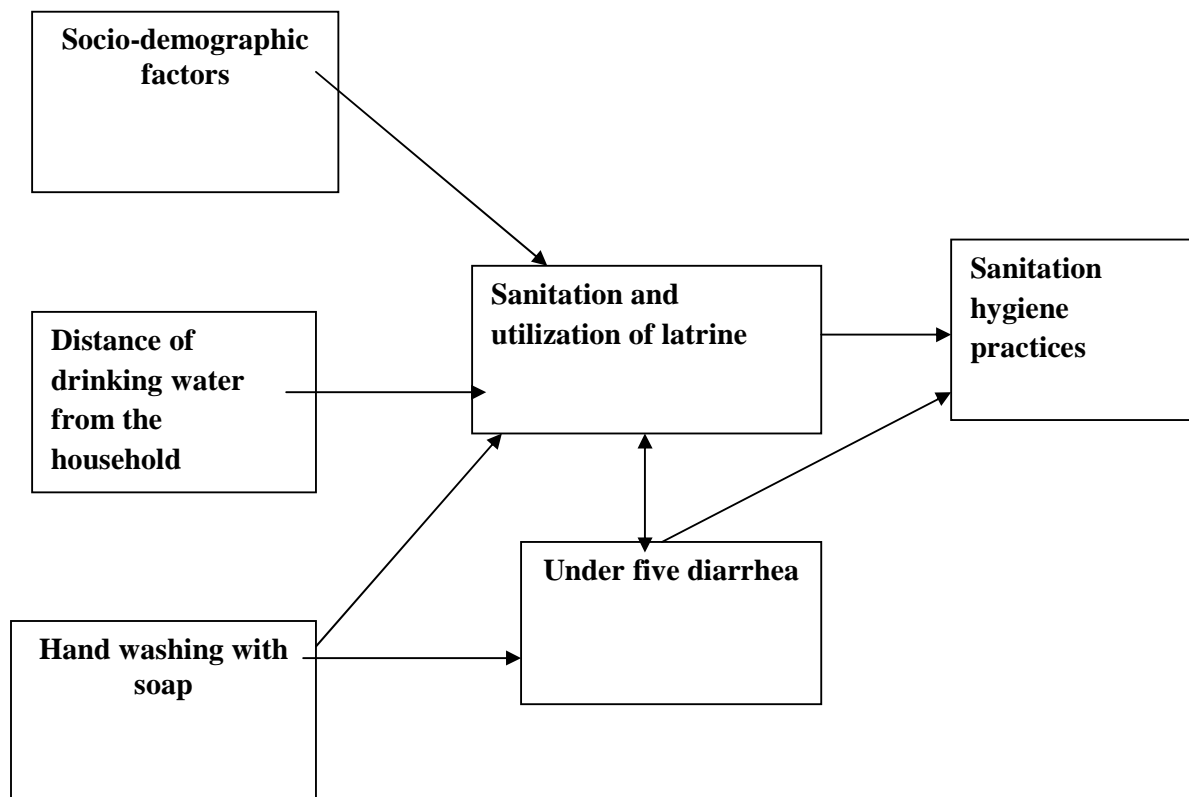 Socio-demographic
factors
Distance of
drinking water
from the
household
Hand washing with
soap
Sanitation and
utilization of latrine
Under five diarrhea
Sanitation
hygiene
practices